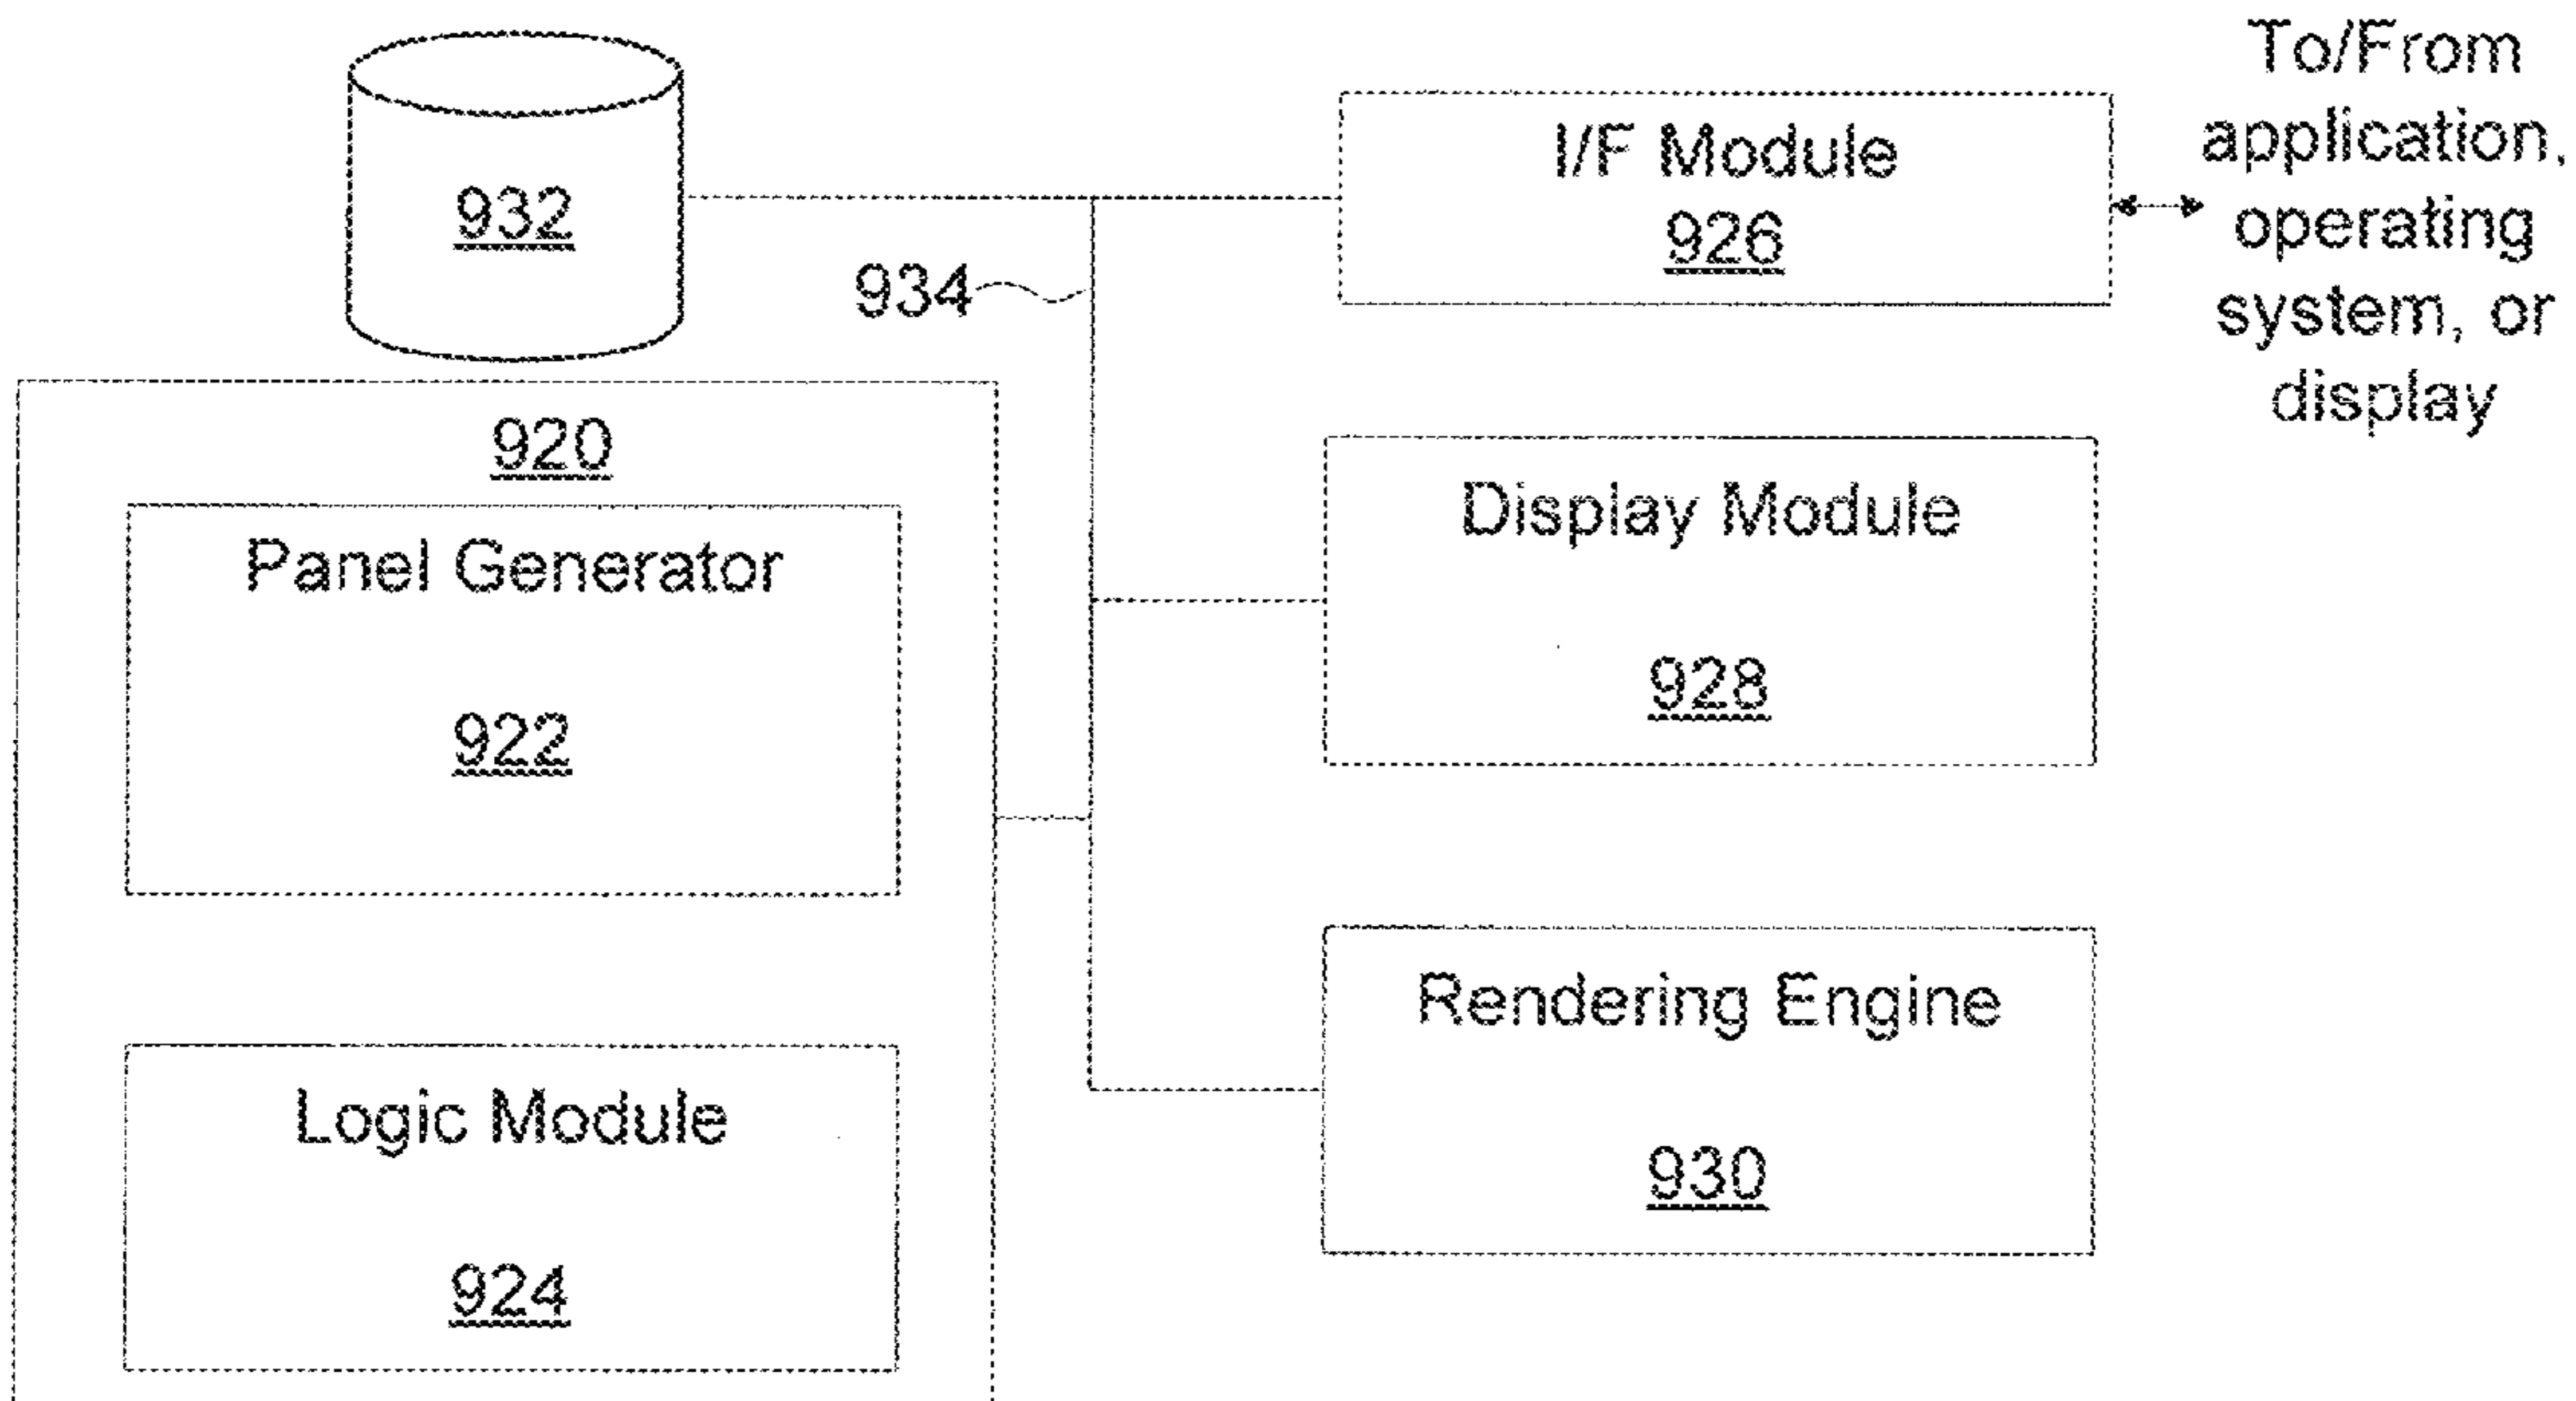 932
934
I/F Module
926
To/From
application,
operating
system, or
display
920
Panel Generator
922
Logic Module
924
Display Module
928
Rendering Engine
930